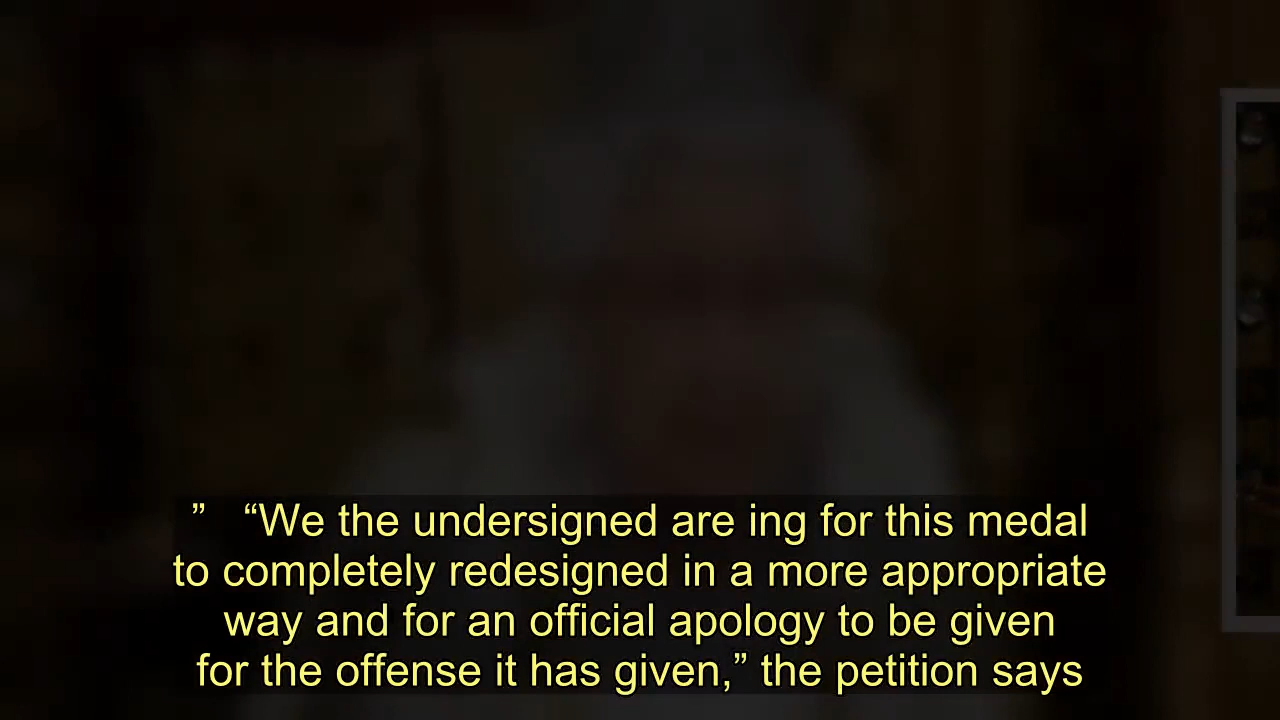 ” “We the undersigned are ing for this medal
to completely redesigned in a more appropriate
way and for an official apology to be given
for the offense it has given,” the petition says